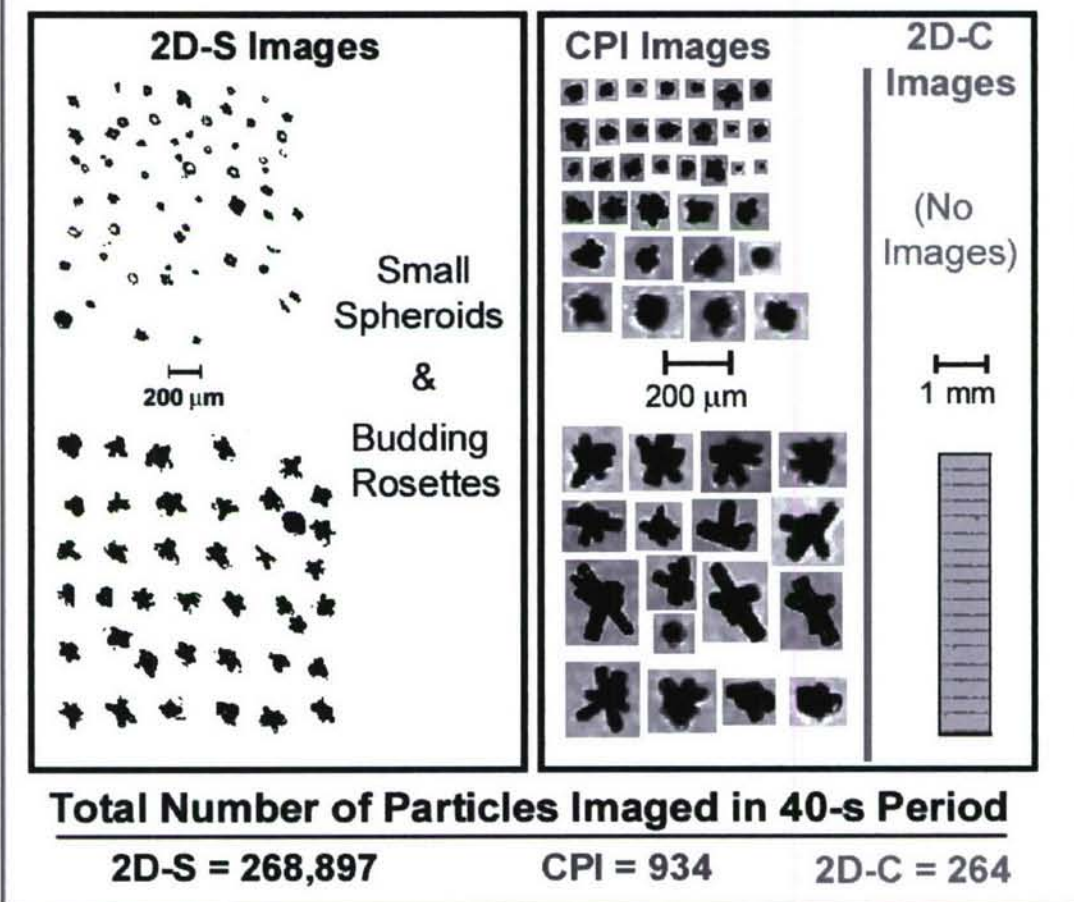 2D-S Images
Small
Spheroids
&
Budding
Rosettes
200 μm
CPI Images
200 μm
2D-C
Images
(No
Images)
1 mm
Total Number of Particles Imaged in 40-s Period
2D-S = 268,897
CPI = 934
2D-C = 264